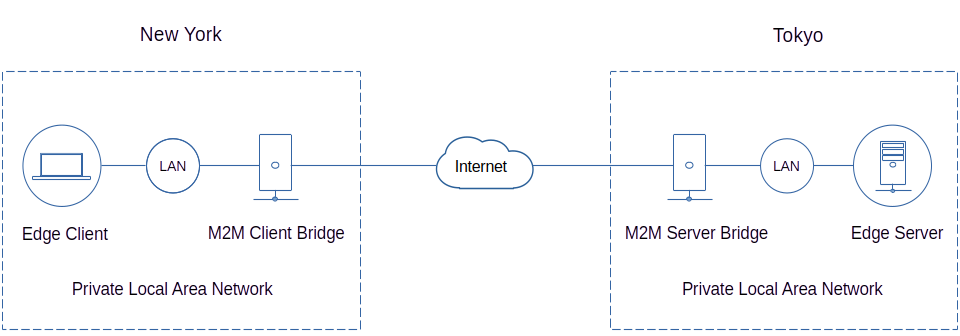 New York
Tokyo
LAN
Internet
LAN
Edge Client
M2M Client Bridge
M2M Server Bridge
Edge Server
Private Local Area Network
Private Local Area Network